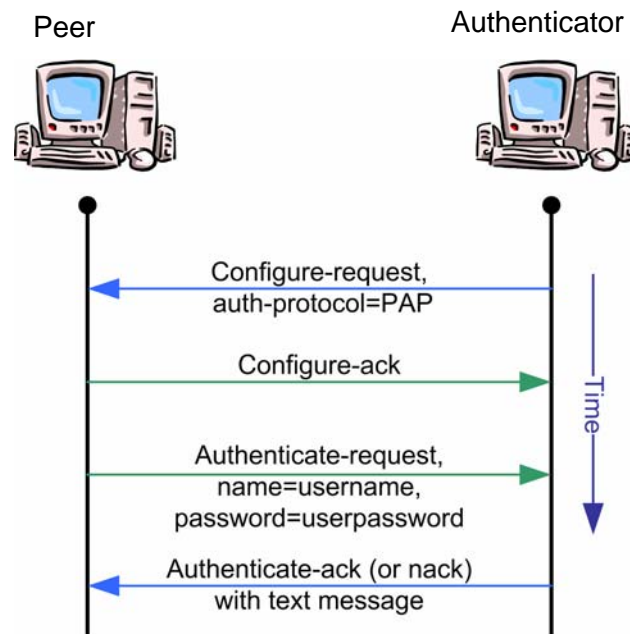 Peer
Authenticator
Configure-request,
auth-protocol=PAP
Configure-ack
Time
Authenticate-request,
name=username,
password=userpassword
Authenticate-ack (or nack)
with text message